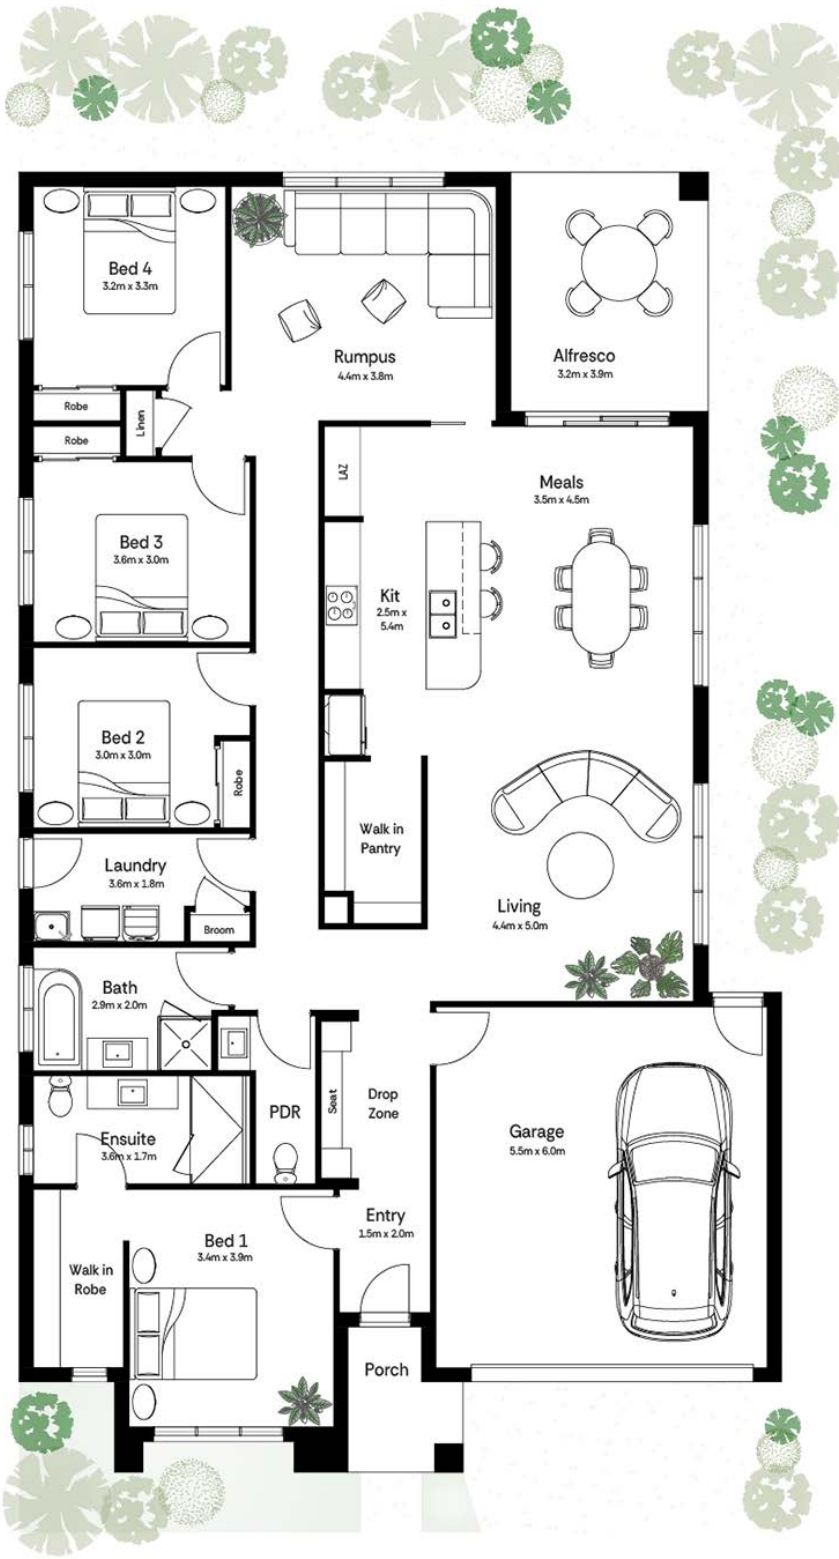 Bed 4
3.2m x 3.3m
Rumpus
4.4m x 3.8m
Alfresco
3.2m x 3.9m
Robe
Linen
Robe
LAZ
Meals
3.5m x 4.5m
Bed 3
3.6m x 3.0m
Kit
2.5m x
5.4m
Bed 2
3.0m x 3.0m
Robe
Walk in
Pantry
Laundry
3.6m x 1.8m
Broom
Living
4.4m x 5.0m
Bath
2.9m x 2.0m
Seat
Drop
Zone
PDR
Ensuite
3.6m x 1.7m
Garage
5.5m x 6.0m
Entry
1.5m x 2.0m
Bed 1
3.4m x 3.9m
Walk in
Robe
Porch